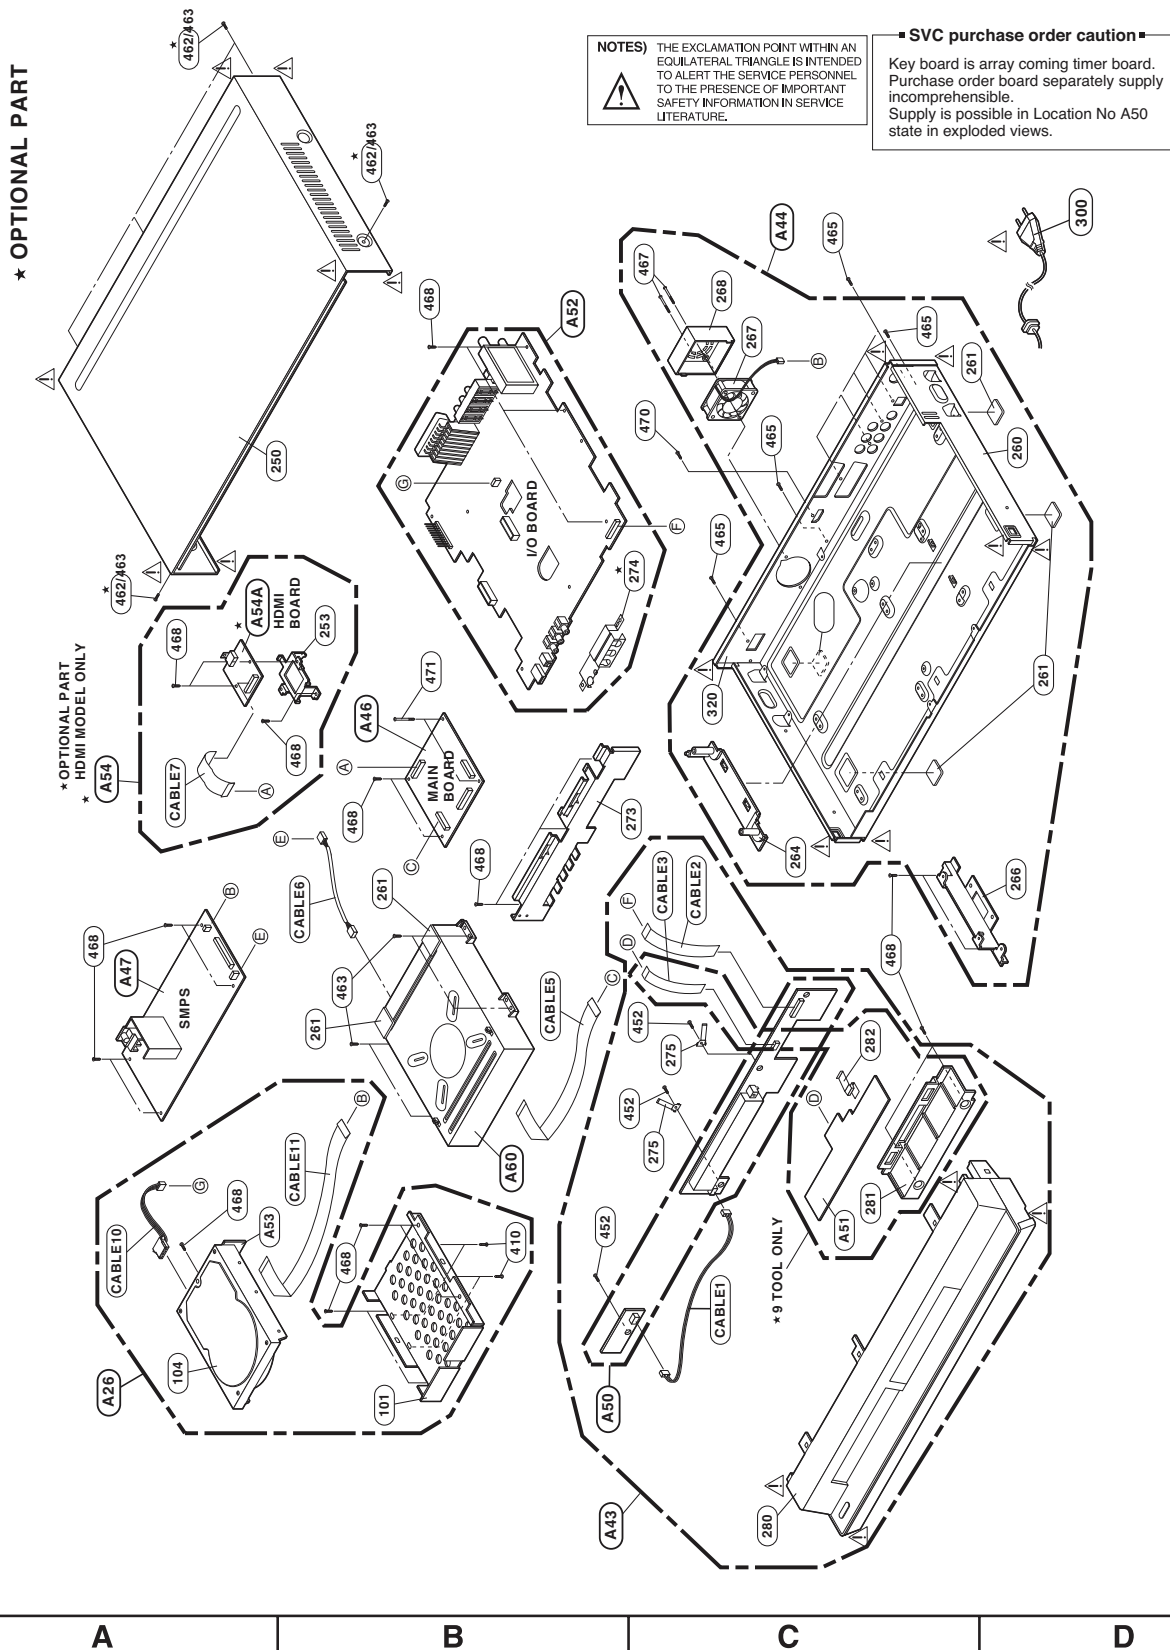 ★ OPTIONAL PART
NOTES)
THE EXCLAMATION POINT WITHIN AN
EQUILATERAL TRIANGLE IS INTENDED
TO ALERT THE SERVICE PERSONNEL
TO THE PRESENCE OF IMPORTANT
SAFETY INFORMATION IN SERVICE
LITERATURE.
SVC purchase order caution
Key board is array coming timer board.
Purchase order board separately supply
incomprehensible.
Supply is possible in Location No A50
state in exploded views.
★
462/463
★
462/463
★
462/463
250
★ OPTIONAL PART
HDMI MODEL ONLY
★
A54
468
★
A54A
HDMI
BOARD
253
468
CABLE7
A
A52
468
G
I/O BOARD
F
★
274
A44
467
268
267
B
465
465
470
465
465
261
260
300
320
261
264
266
468
A47
468
468
SMPS
B
E
E
CABLE6
A46
471
A
468
MAIN
BOARD
C
468
273
261
463
261
CABLE5
C
A60
A26
CABLE10
G
468
A53
104
CABLE11
B
468
410
101
A43
F
D
CABLE3
CABLE2
452
275
452
275
452
A50
CABLE1
★ 9 TOOL ONLY
D
282
A51
281
280
A
B
C
D